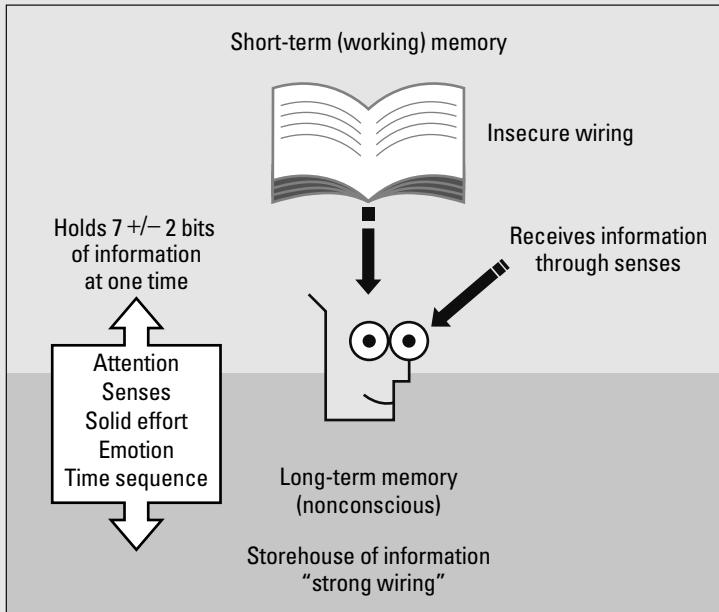 Short-term (working) memory
Insecure wiring
Holds 7 +/− 2 bits
of information
at one time
Receives information
through senses
Attention
Senses
Solid effort
Emotion
Time sequence
Long-term memory
(nonconscious)
Storehouse of information
“strong wiring”